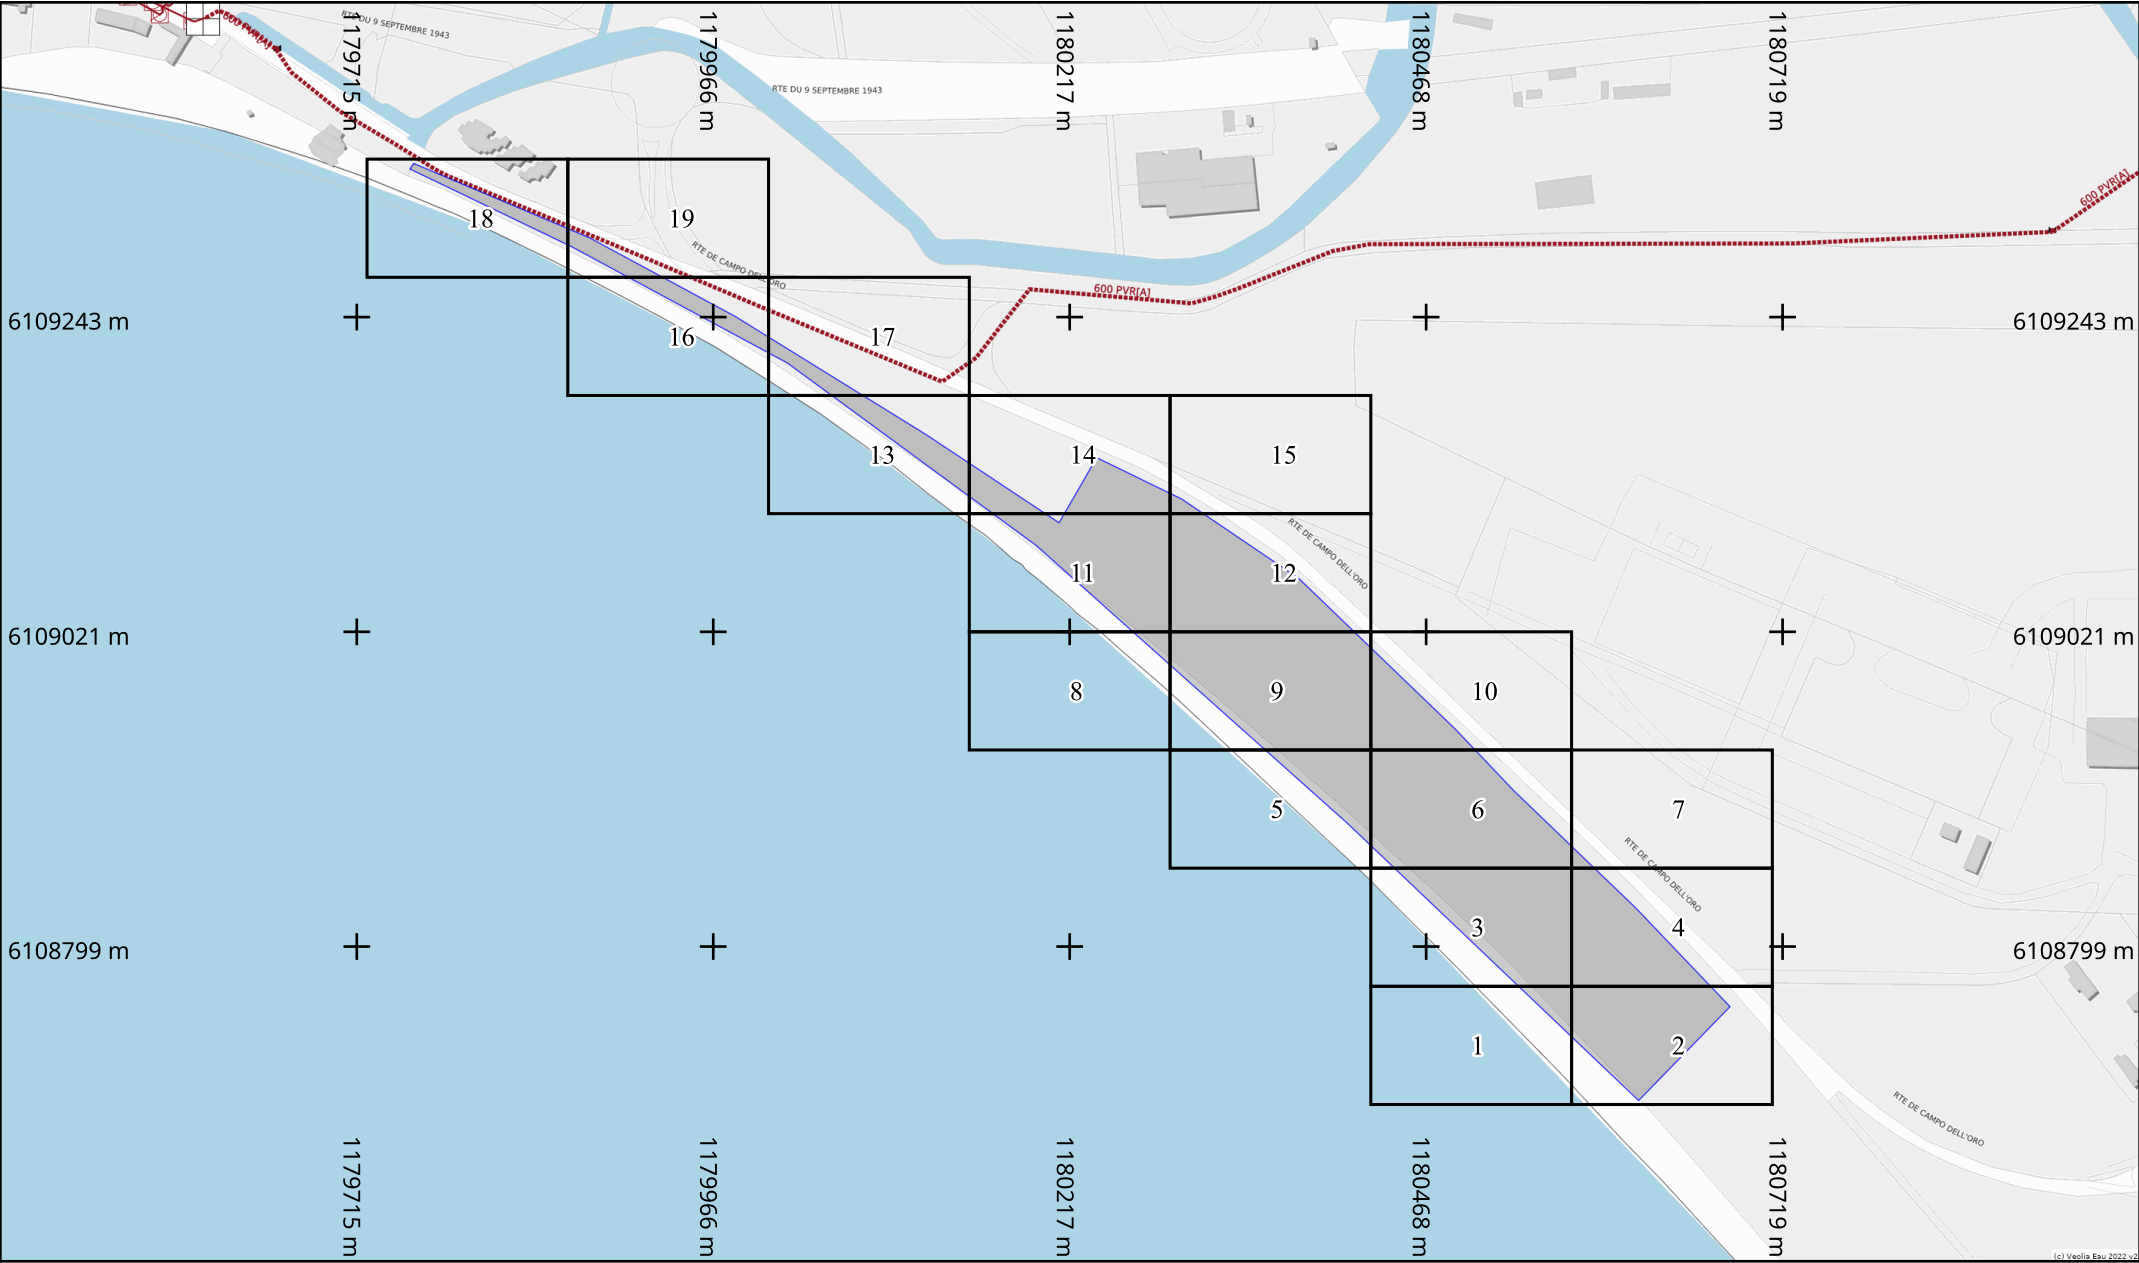 600 PVR[A]
RTE DU 9 SEPTEMBRE 1943
1179715 m
1179966 m
1180217 m
1180468 m
1180719 m
RTE DU 9 SEPTEMBRE 1943
600 PVR[A]
18
19
RTE DE CAMPO DELL'ORO
600 PVR[A]
6109243 m
16
17
6109243 m
13
14
15
RTE DE CAMPO DELL'ORO
11
12
6109021 m
6109021 m
8
9
10
5
6
7
RTE DE CAMPO DELL'ORO
3
4
6108799 m
6108799 m
1
2
RTE DE CAMPO DELL'ORO
1179715 m
1179966 m
1180217 m
1180468 m
1180719 m
(c) Veolia Eau 2022 v2